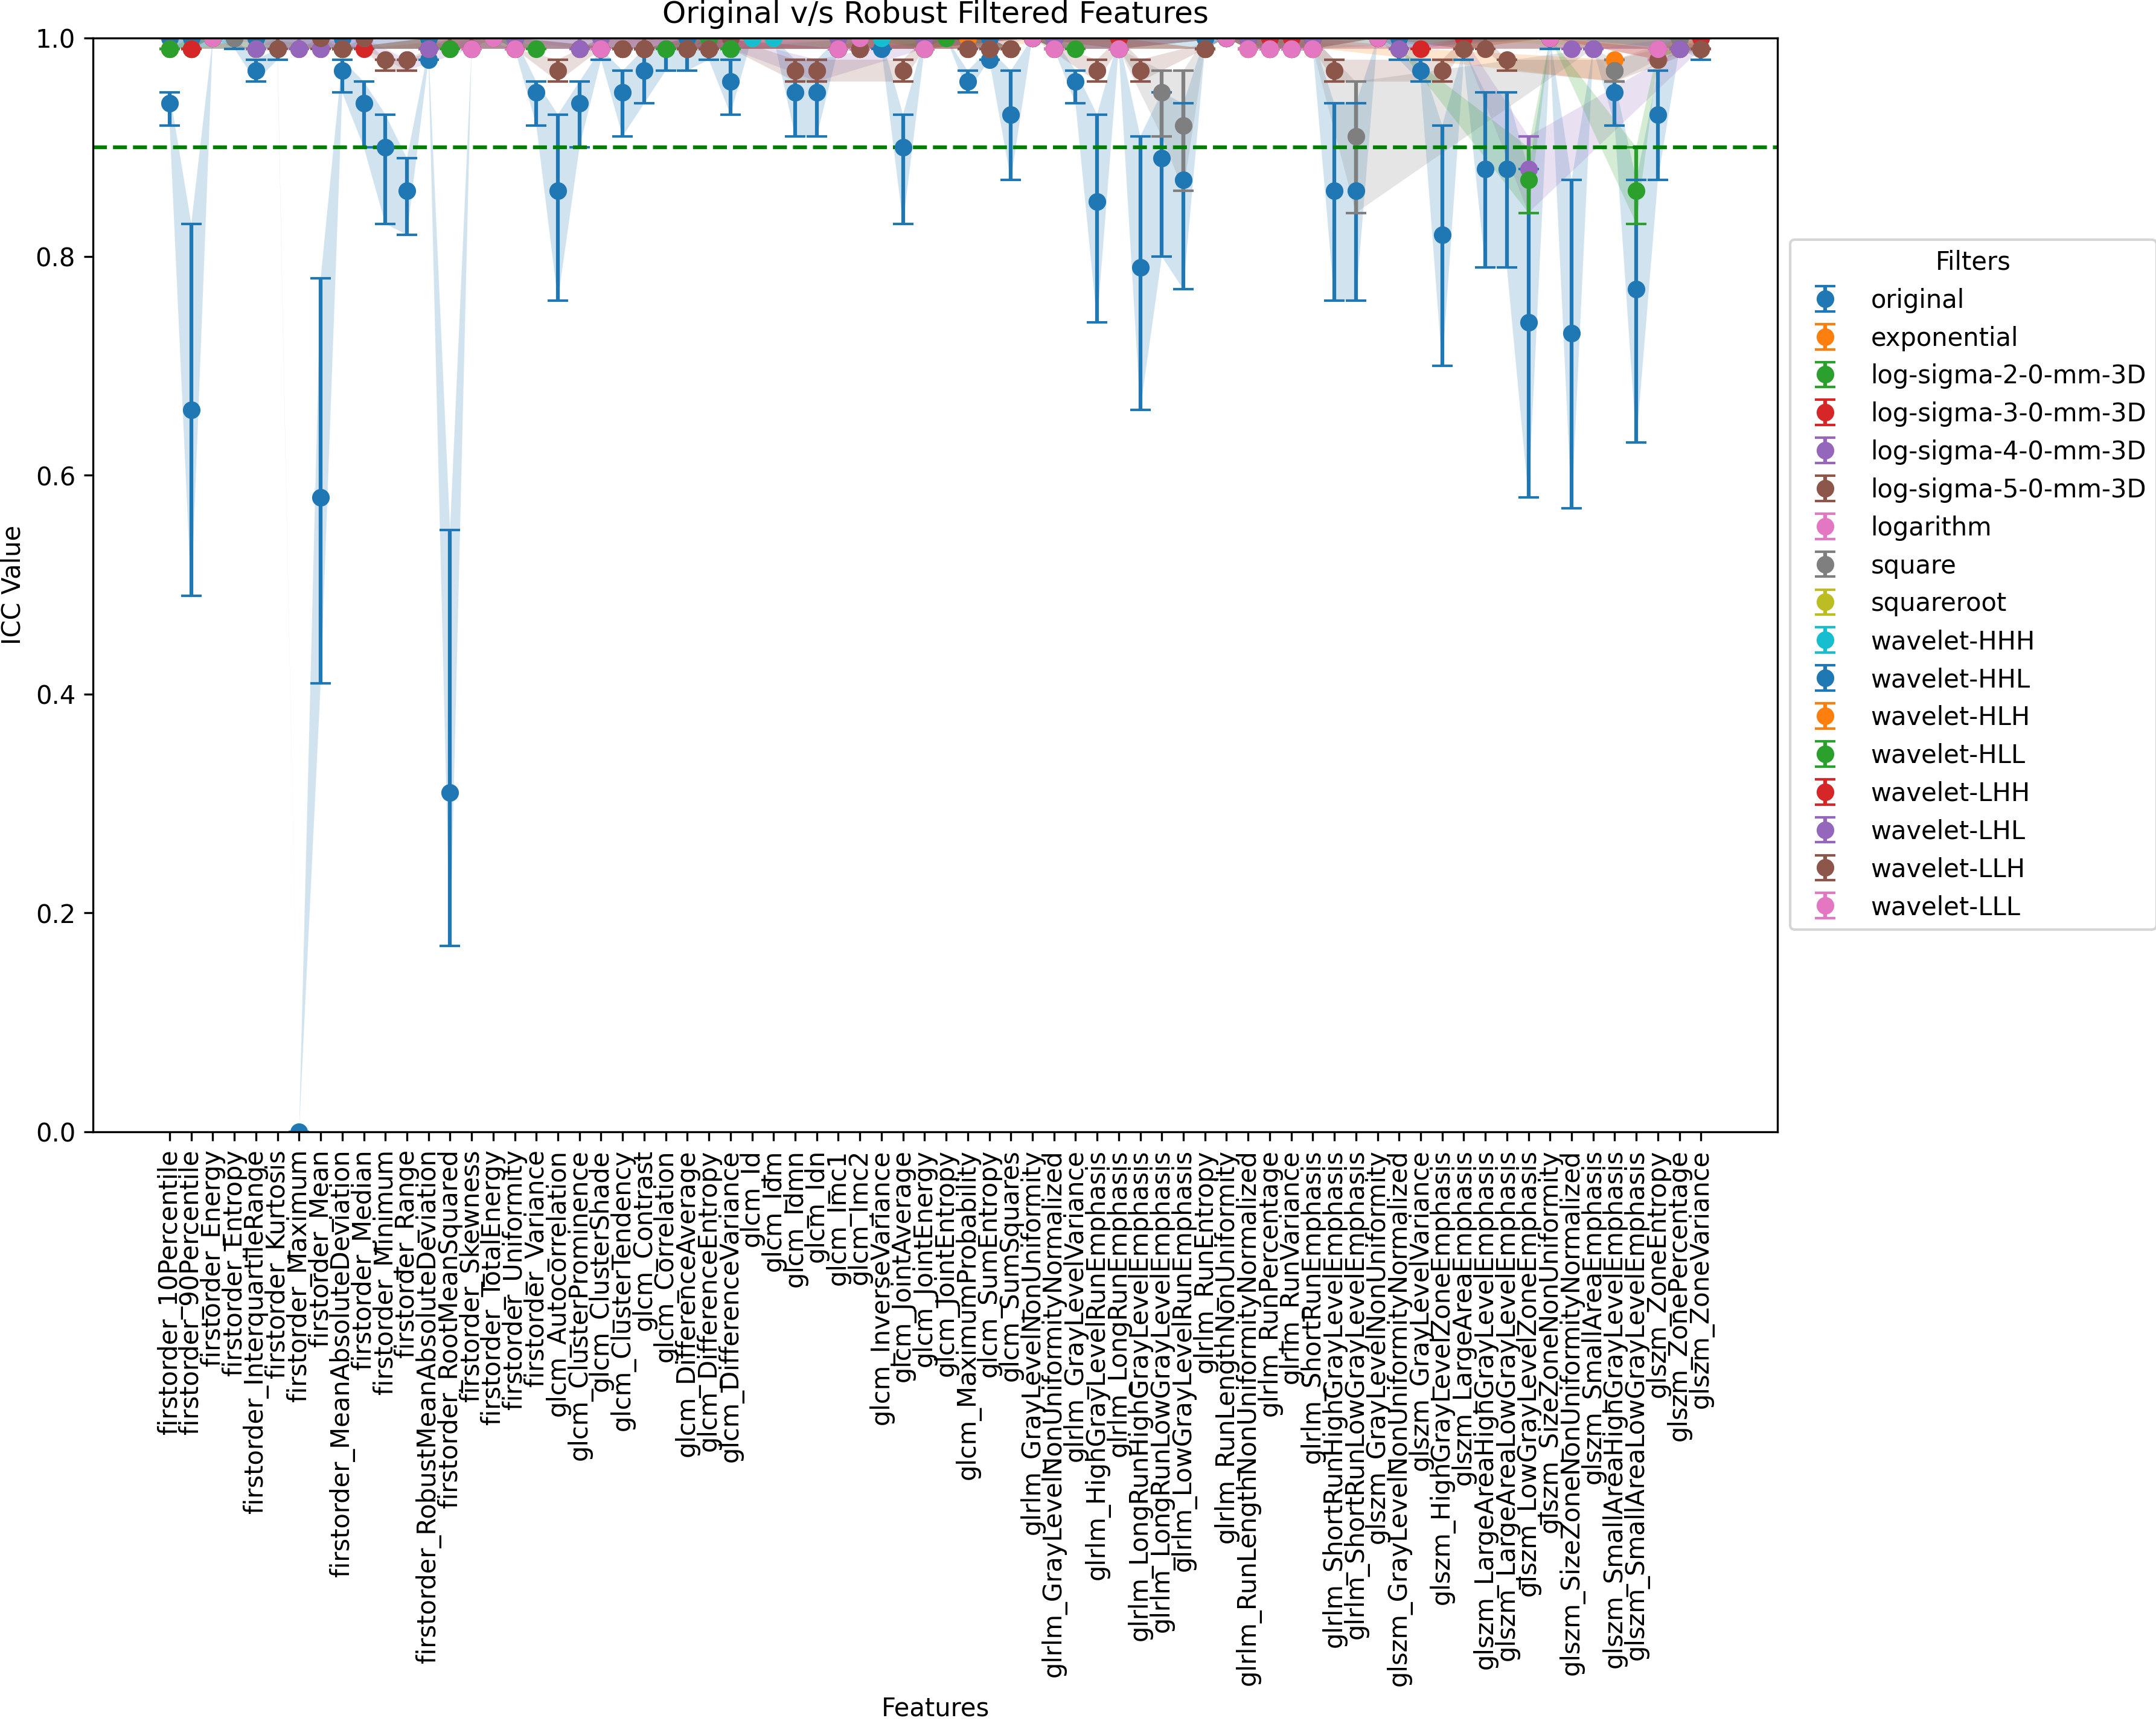 Original v/s Robust Filtered Features
ICC Value
1.0
0.8
0.6
0.4
0.2
0.0
firstorder_10Percentile
firstorder_90Percentile
firstorder_Energy
firstorder_Entropy
firstorder_InterquartileRange
firstorder_Kurtosis
firstorder_Maximum
firstorder_Mean
firstorder_MeanAbsoluteDeviation
firstorder_Median
firstorder_Minimum
firstorder_Range
firstorder_RobustMeanAbsoluteDeviation
firstorder_RootMeanSquared
firstorder_Skewness
firstorder_TotalEnergy
firstorder_Uniformity
firstorder_Variance
glcm_Autocorrelation
glcm_ClusterProminence
glcm_ClusterShade
glcm_ClusterTendency
glcm_Contrast
glcm_Correlation
glcm_DifferenceAverage
glcm_DifferenceEntropy
glcm_DifferenceVariance
glcm_Id
glcm_Idm
glcm_Idmn
glcm_Idn
glcm_Imc1
glcm_Imc2
glcm_InverseVariance
glcm_JointAverage
glcm_JointEnergy
glcm_JointEntropy
glcm_MaximumProbability
glcm_SumEntropy
glcm_SumSquares
glrlm_GrayLevelNonUniformity
glrlm_GrayLevelNonUniformityNormalized
glrlm_GrayLevelVariance
glrlm_HighGrayLevelRunEmphasis
glrlm_LongRunEmphasis
glrlm_LongRunHighGrayLevelEmphasis
glrlm_LongRunLowGrayLevelEmphasis
glrlm_LowGrayLevelRunEmphasis
glrlm_RunEntropy
glrlm_RunLengthNonUniformity
glrlm_RunLengthNonUniformityNormalized
glrlm_RunPercentage
glrlm_RunVariance
glrlm_ShortRunEmphasis
glrlm_ShortRunHighGrayLevelEmphasis
glrlm_ShortRunLowGrayLevelEmphasis
glszm_GrayLevelNonUniformity
glszm_GrayLevelNonUniformityNormalized
glszm_GrayLevelVariance
glszm_HighGrayLevelZoneEmphasis
glszm_LargeAreaEmphasis
glszm_LargeAreaHighGrayLevelEmphasis
glszm_LargeAreaLowGrayLevelEmphasis
glszm_LowGrayLevelZoneEmphasis
glszm_SizeZoneNonUniformity
glszm_SizeZoneNonUniformityNormalized
glszm_SmallAreaEmphasis
glszm_SmallAreaHighGrayLevelEmphasis
glszm_SmallAreaLowGrayLevelEmphasis
glszm_ZoneEntropy
glszm_ZonePercentage
glszm_ZoneVariance
Features
Filters
original
exponential
log-sigma-2-0-mm-3D
log-sigma-3-0-mm-3D
log-sigma-4-0-mm-3D
log-sigma-5-0-mm-3D
logarithm
square
squareroot
wavelet-HHH
wavelet-HHL
wavelet-HLH
wavelet-HLL
wavelet-LHH
wavelet-LHL
wavelet-LLH
wavelet-LLL